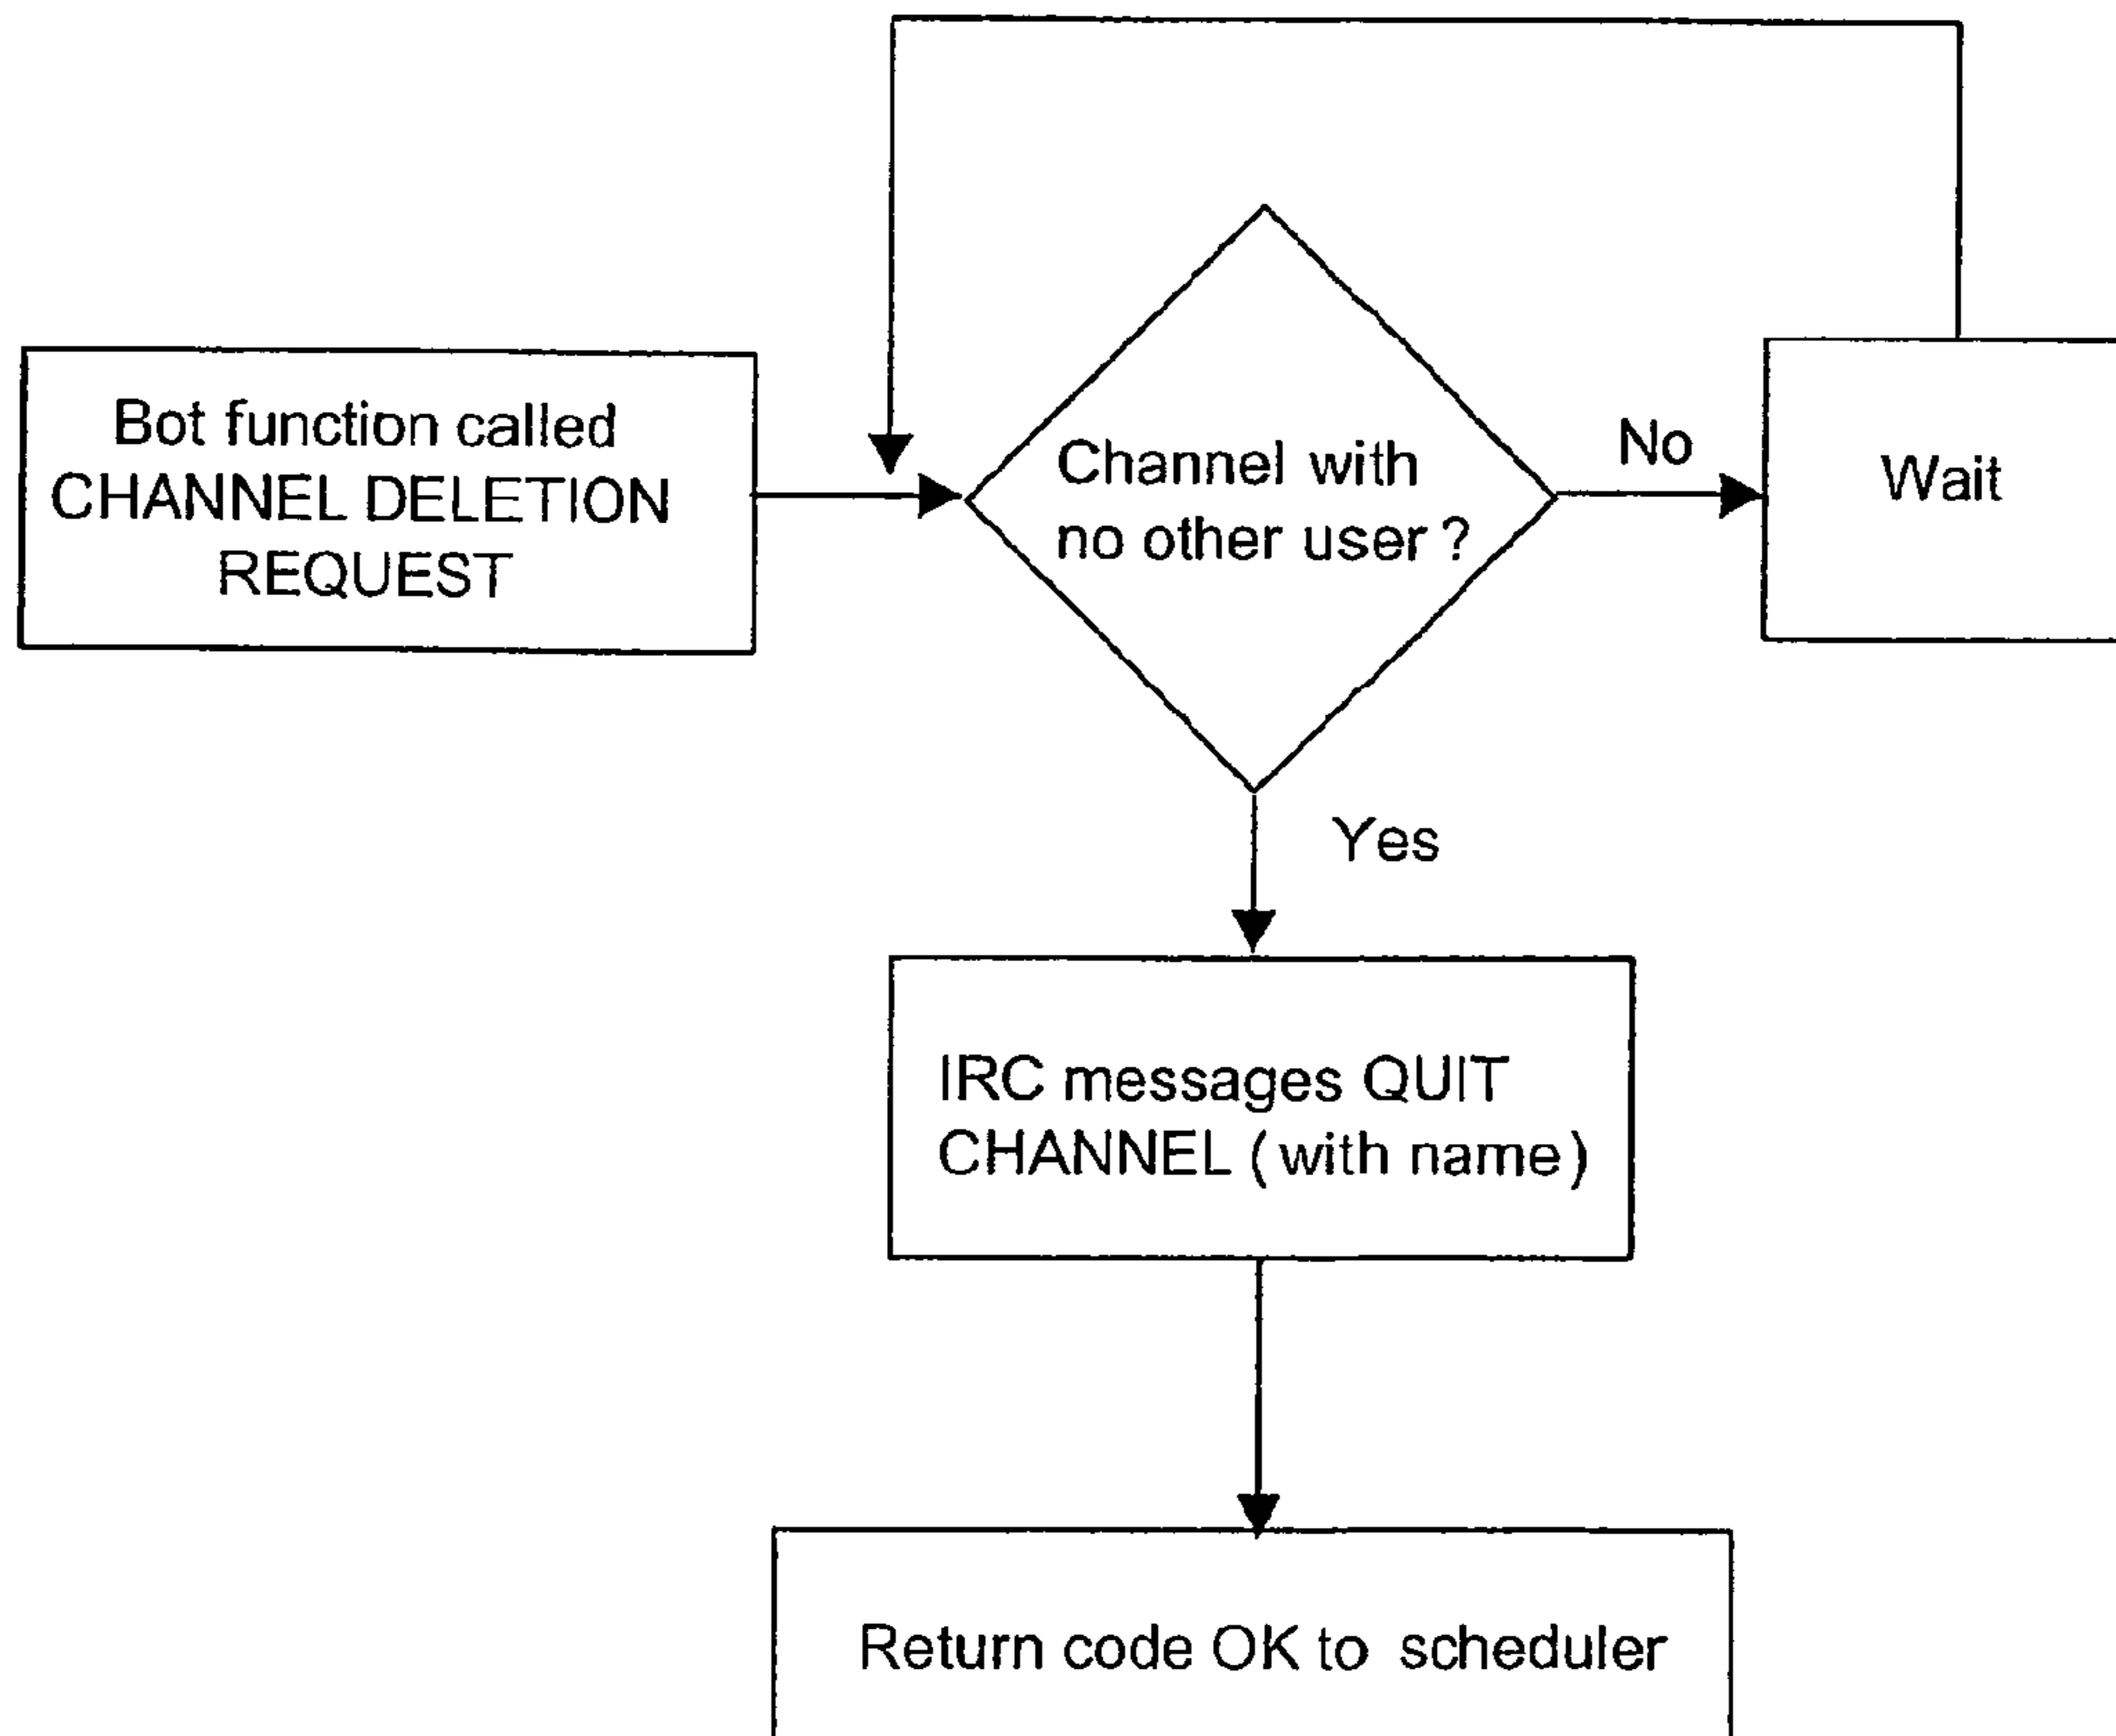 Bot function called
CHANNEL DELETION
REQUEST
Channel with
no other user ?
No
Wait
Yes
IRC messages QUIT
CHANNEL (with name)
Return code OK to scheduler